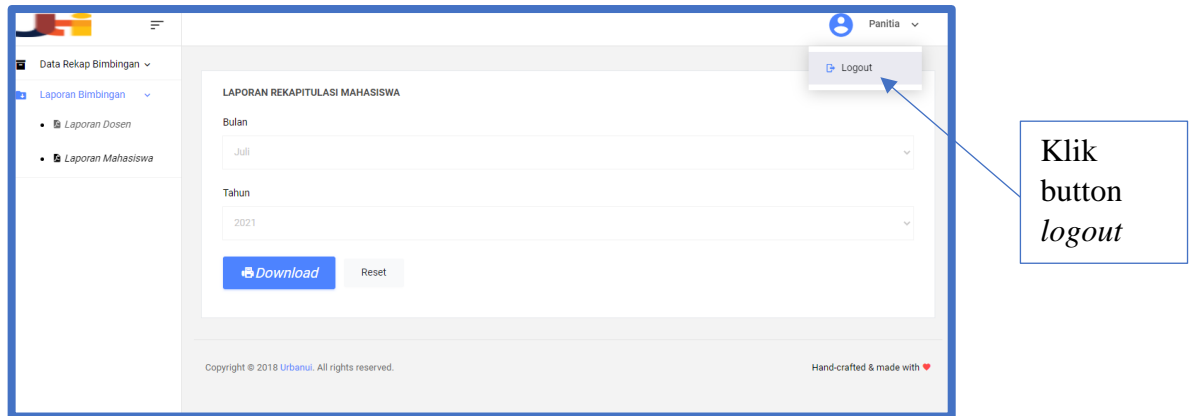 Panitia
Data Rekap Bimbingan
Logout
Laporan Bimbingan
LAPORAN REKAPITULASI MAHASISWA
Laporan Dosen
Bulan
Juli
Laporan Mahasiswa
Tahun
2021
Download
Reset
Copyright © 2018 Urbanui. All rights reserved.
Hand-crafted & made with
Klik
button
logout